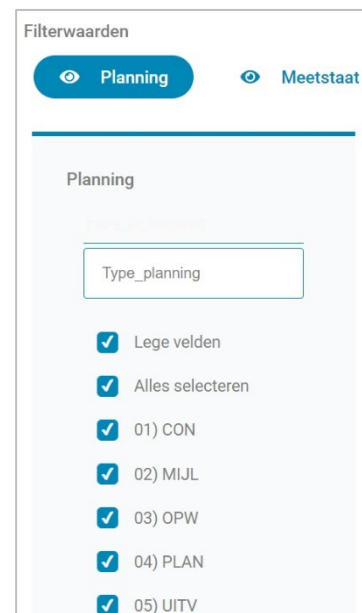 Filterwaarden
Planning Meetstaat
Planning
Type_planning
Lege velden
Alles selecteren
01) CON
02) MIJL
03) OPW
04) PLAN
05) UITV